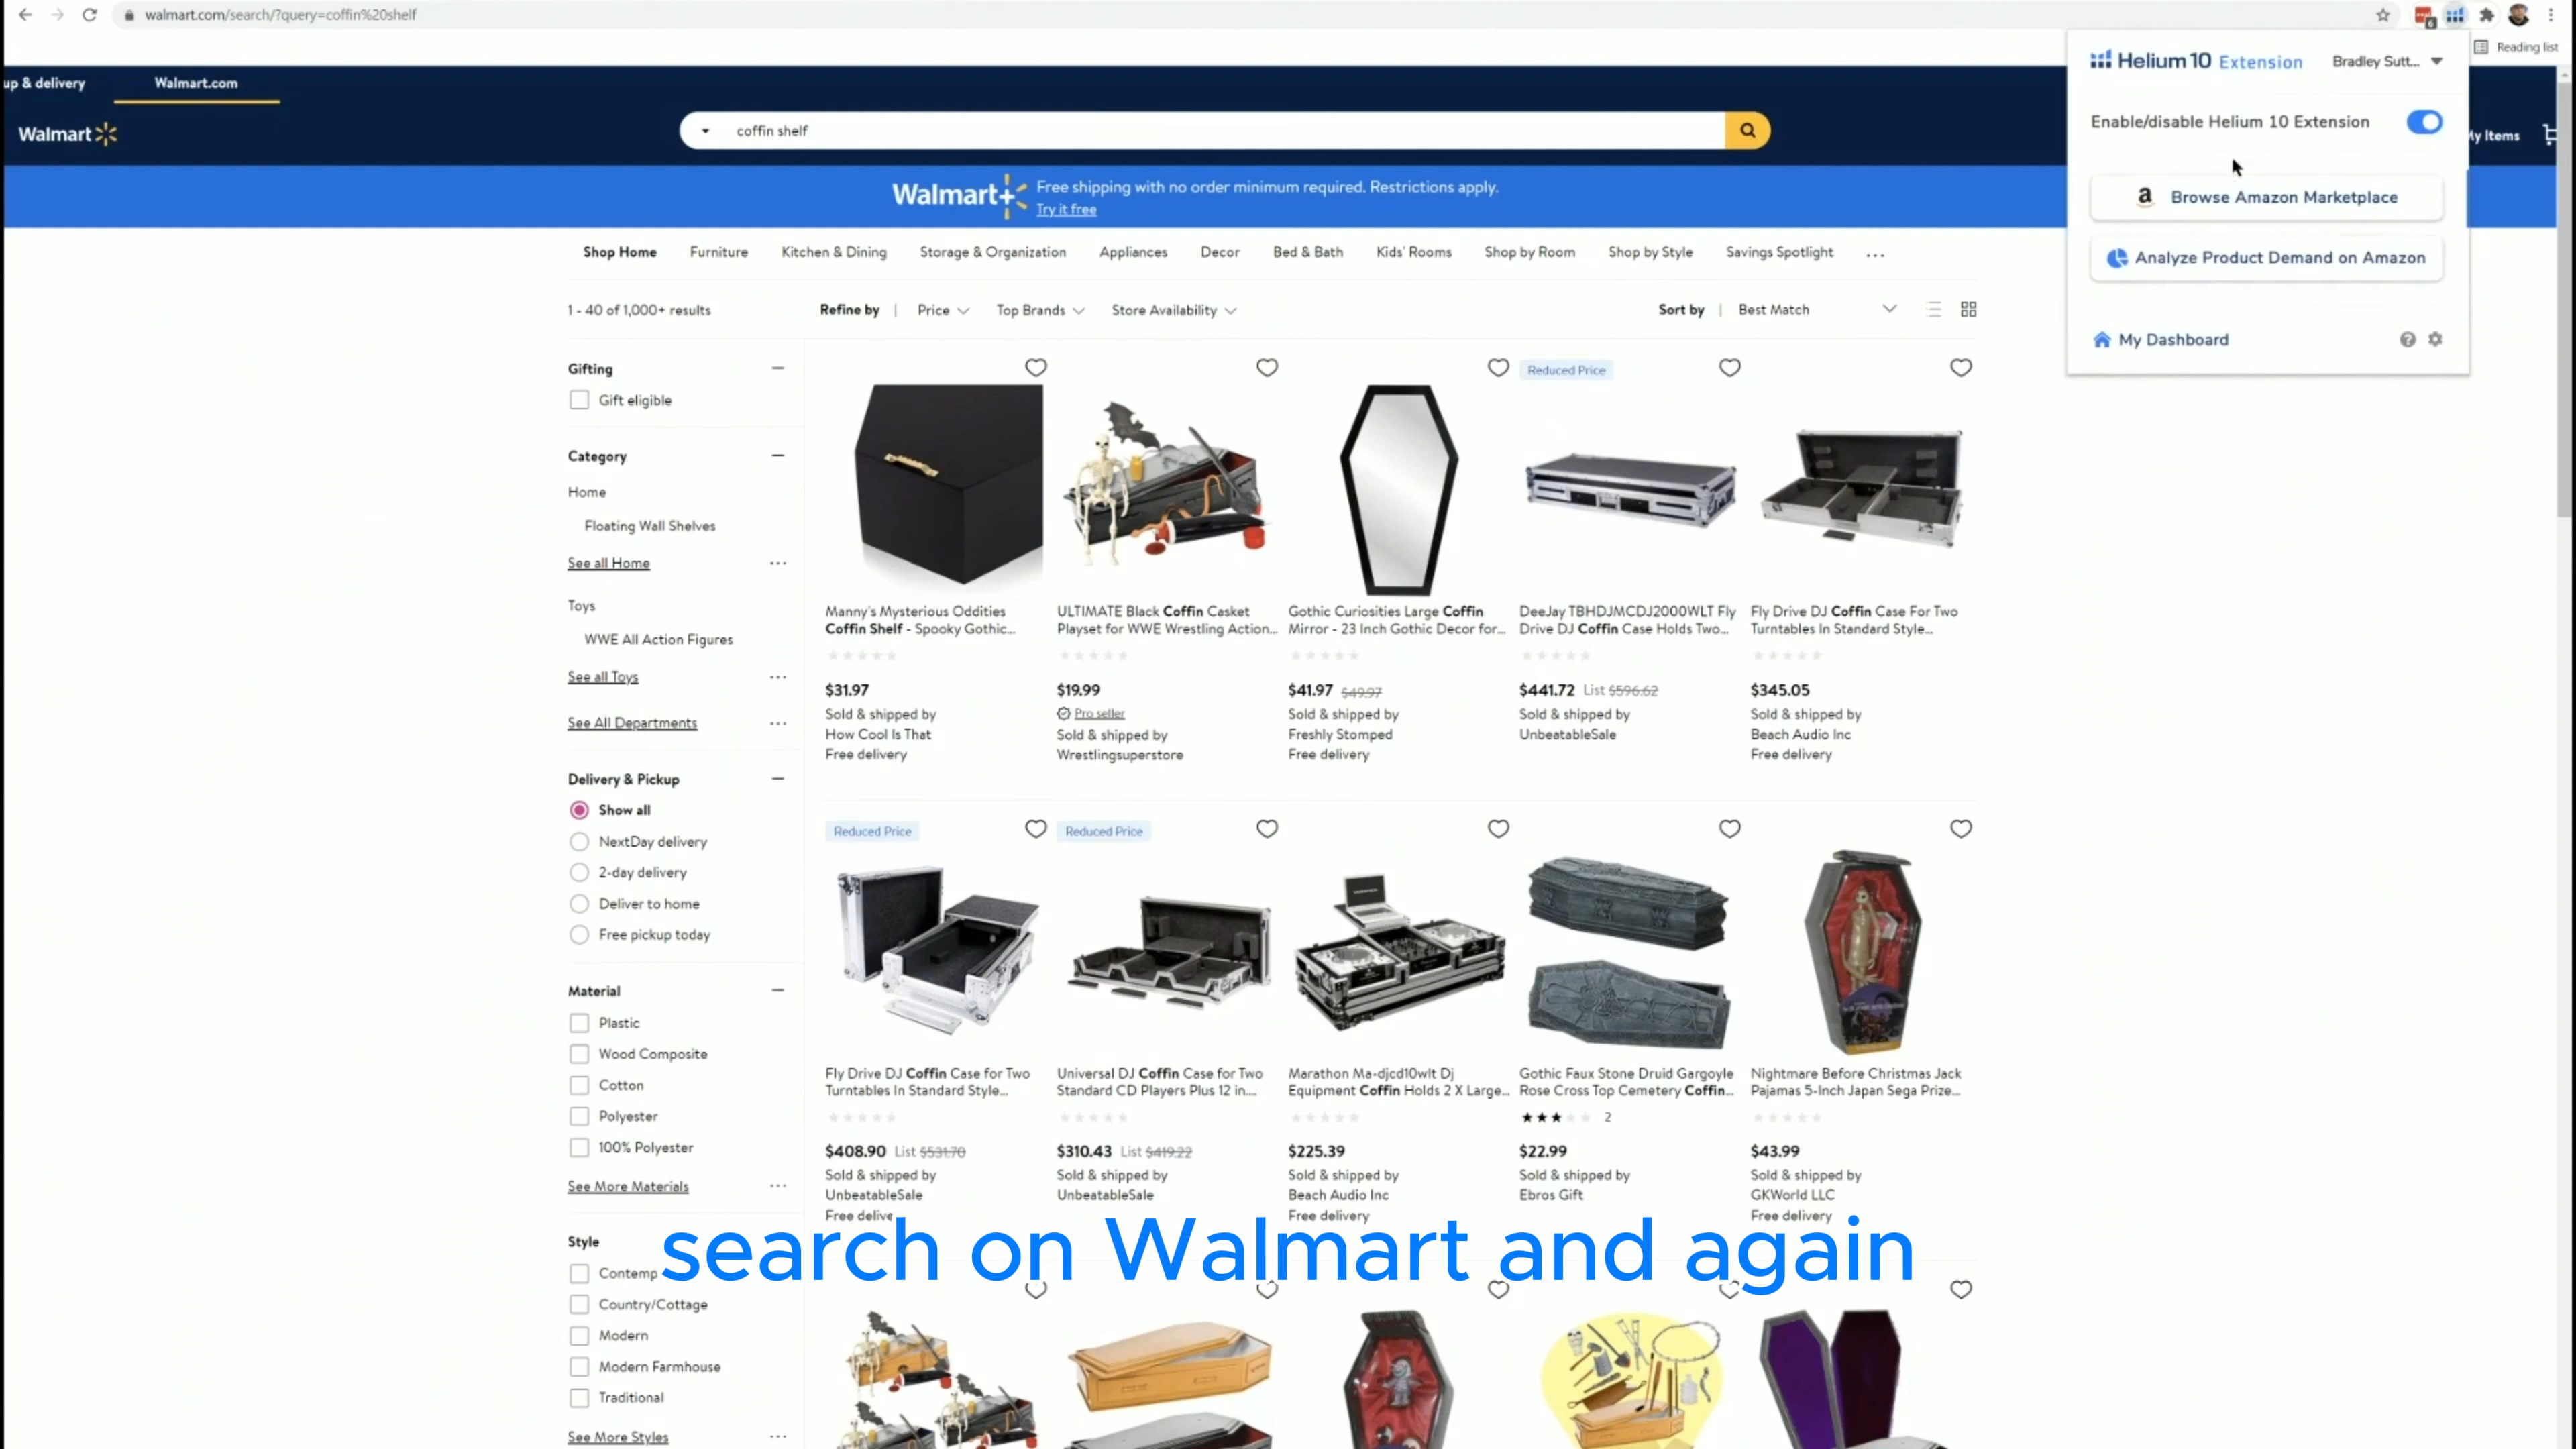 walmart.com/search/?query=coffin%20shelf
Reading list
Helium 10 Extension
Bradley Sutt...
Enable/disable Helium 10 Extension
Browse Amazon Marketplace
Analyze Product Demand on Amazon
My Dashboard
up & delivery
Walmart.com
Walmart
coffin shelf
My Items
Walmart+
Free shipping with no order minimum required. Restrictions apply.
Try it free
Shop Home
Furniture
Kitchen & Dining
Storage & Organization
Appliances
Decor
Bed & Bath
Kids' Rooms
Shop by Room
Shop by Style
Savings Spotlight
...
1 - 40 of 1,000+ results
Refine by
Price
Top Brands
Store Availability
Sort by
Best Match
Gifting
Gift eligible
Category
Home
Floating Wall Shelves
See all Home
Toys
WWE All Action Figures
See all Toys
See All Departments
Delivery & Pickup
Show all
NextDay delivery
2-day delivery
Deliver to home
Free pickup today
Material
Plastic
Wood Composite
Cotton
Polyester
100% Polyester
See More Materials
Style
Contemp
Country/Cottage
Modern
Modern Farmhouse
Traditional
See More Styles
Manny's Mysterious Oddities
Coffin Shelf - Spooky Gothic...
$31.97
Sold & shipped by
How Cool Is That
Free delivery
ULTIMATE Black Coffin Casket
Playset for WWE Wrestling Action...
$19.99
Pro seller
Sold & shipped by
Wrestlingsuperstore
Gothic Curiosities Large Coffin
Mirror - 23 Inch Gothic Decor for...
$41.97 $49.97
Sold & shipped by
Freshly Stomped
Free delivery
Reduced Price
DeeJay TBHDJMCDJ2000WLT Fly
Drive DJ Coffin Case Holds Two...
$441.72 List $596.62
Sold & shipped by
UnbeatableSale
Fly Drive DJ Coffin Case For Two
Turntables In Standard Style...
$345.05
Sold & shipped by
Beach Audio Inc
Free delivery
Reduced Price
Fly Drive DJ Coffin Case for Two
Turntables In Standard Style...
$408.90 List $531.70
Sold & shipped by
UnbeatableSale
Free delive
Reduced Price
Universal DJ Coffin Case for Two
Standard CD Players Plus 12 in....
$310.43 List $419.22
Sold & shipped by
UnbeatableSale
Marathon Ma-djcd10wlt Dj
Equipment Coffin Holds 2 X Large...
$225.39
Sold & shipped by
Beach Audio Inc
Free delivery
Gothic Faux Stone Druid Gargoyle
Rose Cross Top Cemetery Coffin...
2
$22.99
Sold & shipped by
Ebros Gift
Nightmare Before Christmas Jack
Pajamas 5-Inch Japan Sega Prize...
$43.99
Sold & shipped by
GKWorld LLC
Free delivery
search on Walmart and again